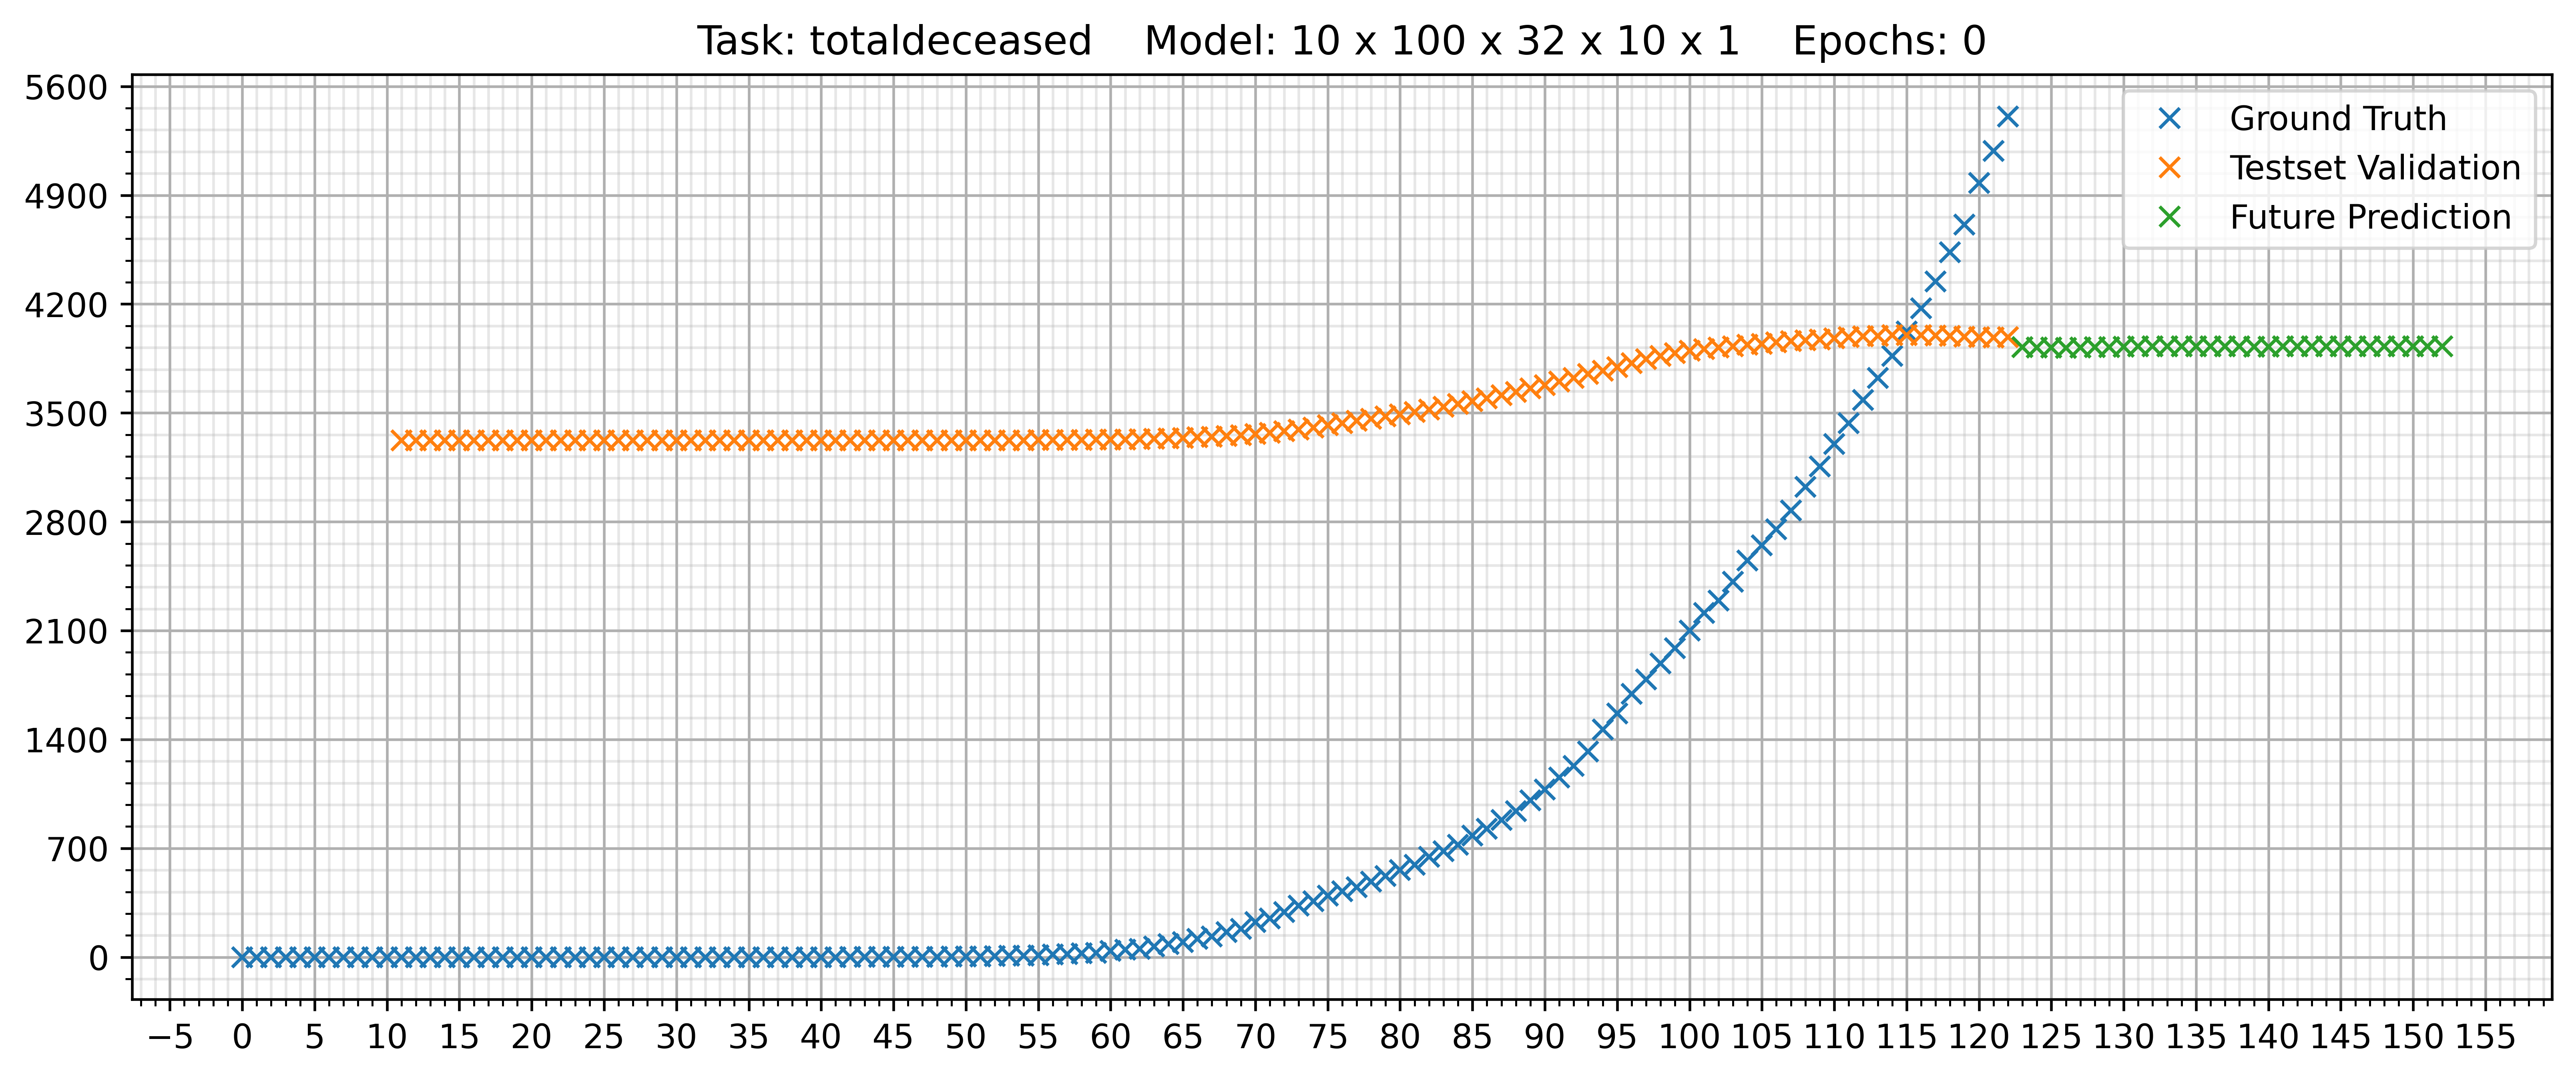 Task: totaldeceased    Model: 10 x 100 x 32 x 10 x 1    Epochs: 0
5600
4900
4200
3500
2800
2100
1400
700
0
Ground Truth
Testset Validation
Future Prediction
−5 0 5 10 15 20 25 30 35 40 45 50 55 60 65 70 75 80 85 90 95 100 105 110 115 120 125 130 135 140 145 150 155